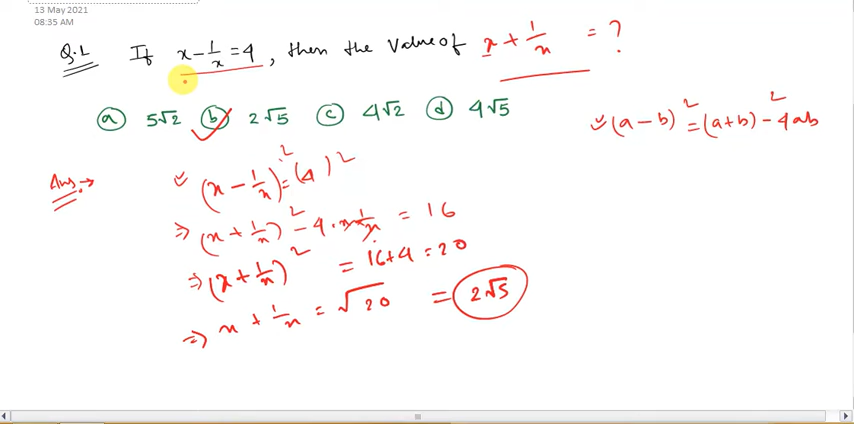 13 May 2021
08:35 AM
Q.1 If x - 1/x = 4, then the value of x + 1/x = ?
(a) 5√2 (b) 2√5 (c) 4√2 (d) 4√5
(a - b)² = (a+b)² - 4ab
Ans. → (x - 1/x)² = (4)²
⇒ (x + 1/x)² - 4·x·1/x = 16
⇒ (x + 1/x)² = 16+4 = 20
⇒ x + 1/x = √20 = 2√5